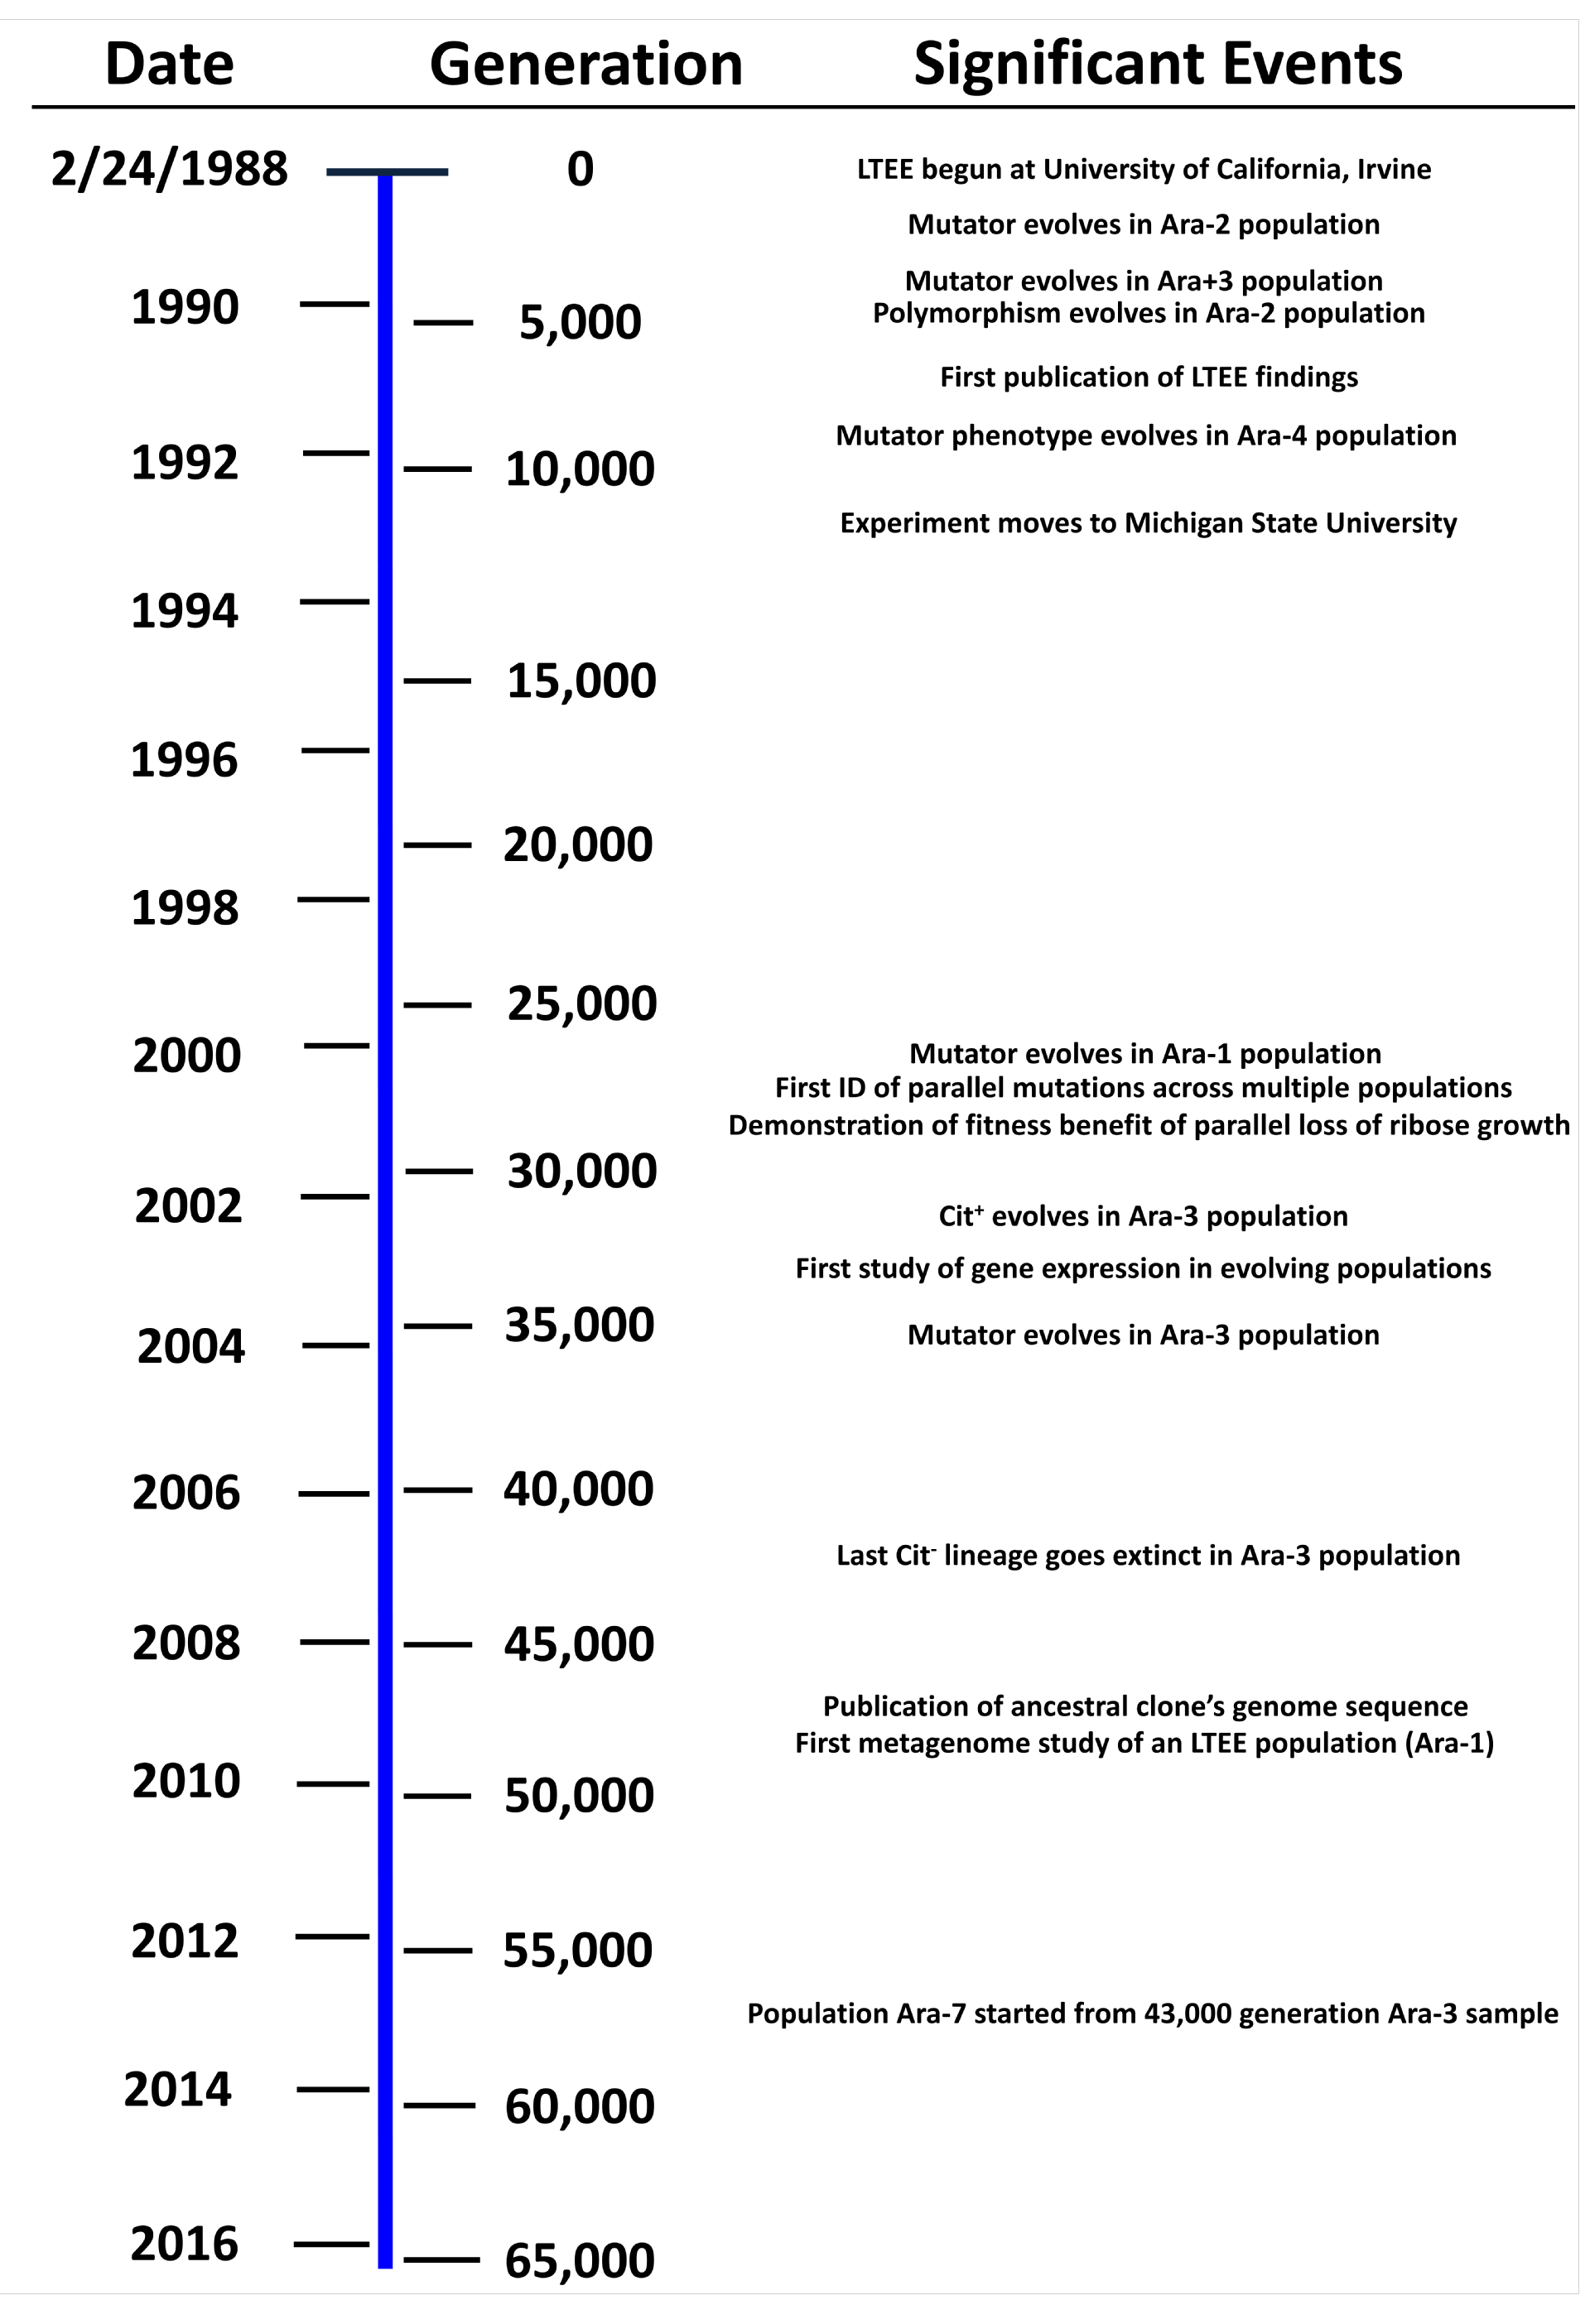 Date Generation Significant Events
2/24/1988 0 LTEE begun at University of California, Irvine
Mutator evolves in Ara-2 population
Mutator evolves in Ara+3 population
1990 5,000 Polymorphism evolves in Ara-2 population
First publication of LTEE findings
Mutator phenotype evolves in Ara-4 population
1992 10,000
Experiment moves to Michigan State University
1994
15,000
1996
20,000
1998
25,000
2000 Mutator evolves in Ara-1 population
First ID of parallel mutations across multiple populations
Demonstration of fitness benefit of parallel loss of ribose growth
30,000
2002 Cit⁺ evolves in Ara-3 population
First study of gene expression in evolving populations
35,000 Mutator evolves in Ara-3 population
2004
2006 40,000
Last Cit⁻ lineage goes extinct in Ara-3 population
2008 45,000
Publication of ancestral clone’s genome sequence
First metagenome study of an LTEE population (Ara-1)
2010 50,000
2012 55,000
Population Ara-7 started from 43,000 generation Ara-3 sample
2014 60,000
2016 65,000